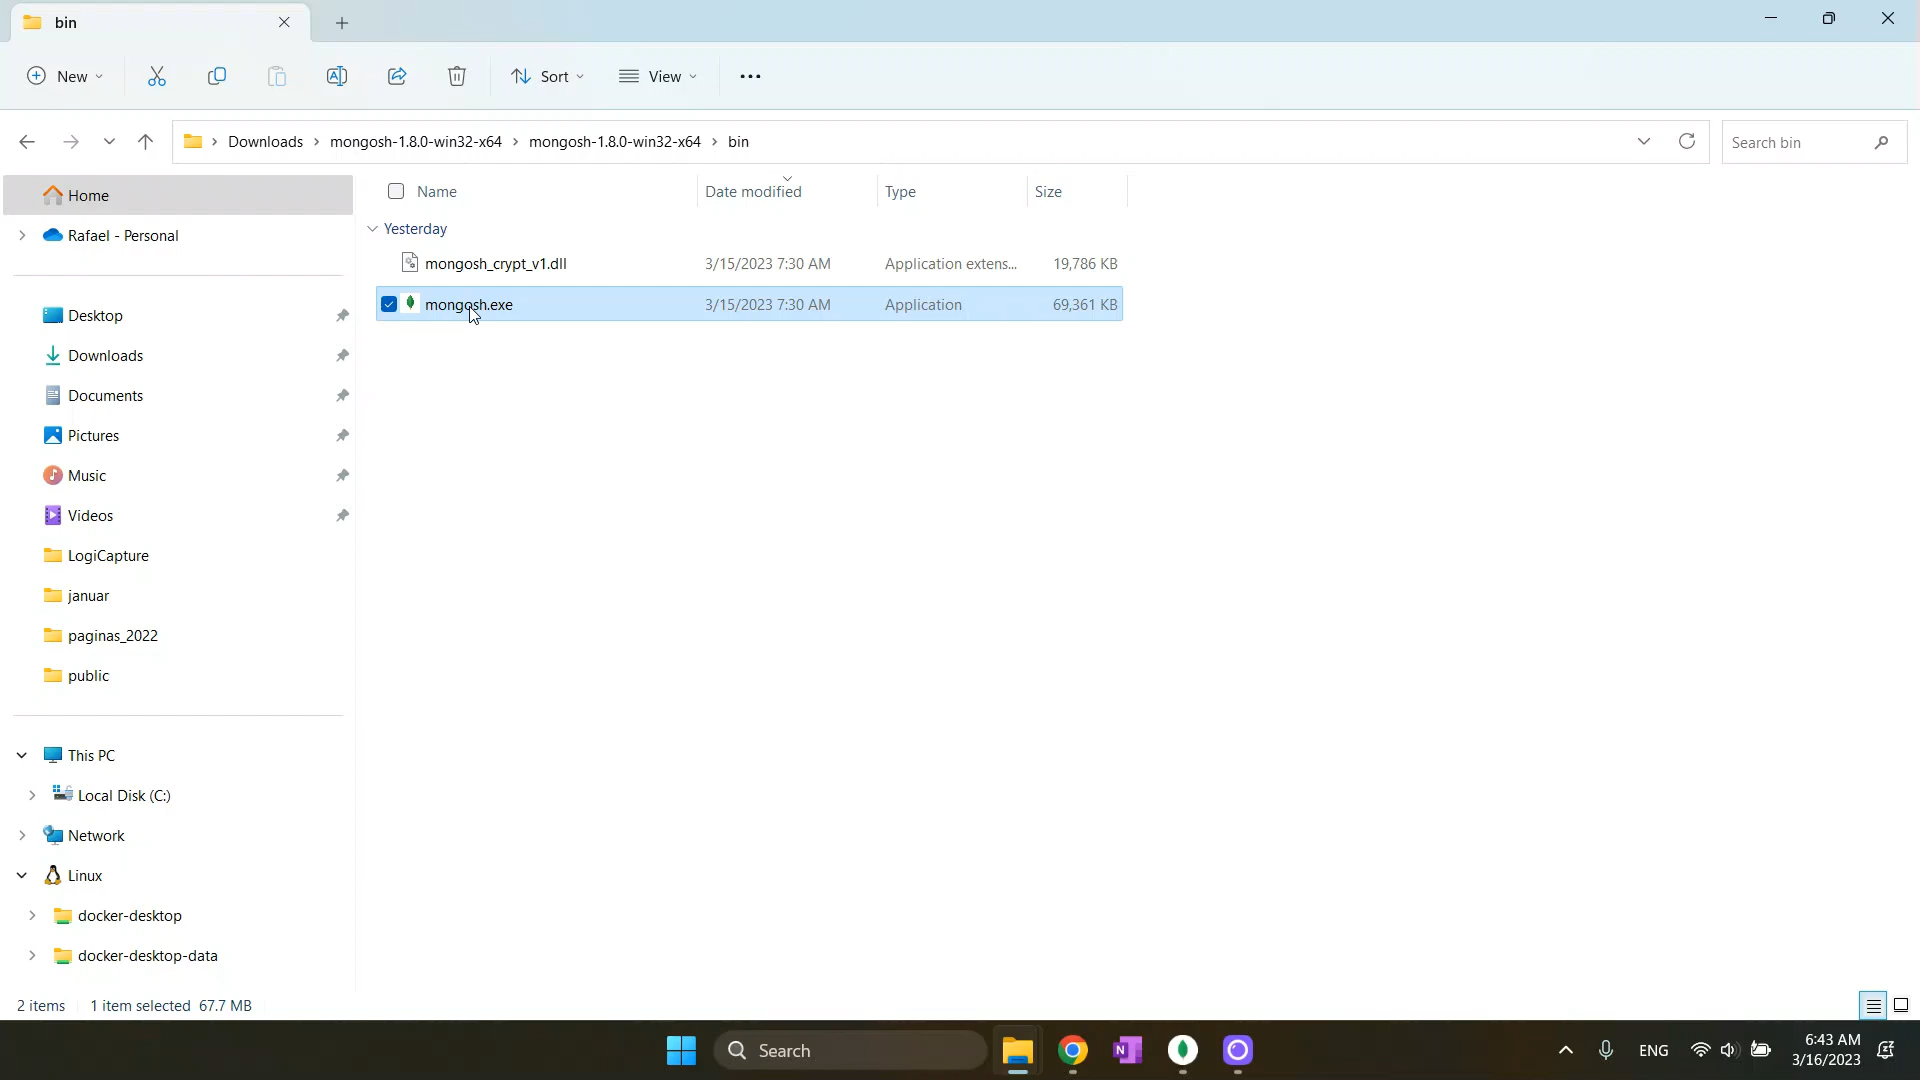 bin
New
Sort
View
Downloads
mongosh-1.8.0-win32-x64
mongosh-1.8.0-win32-x64
bin
Search bin
Home
Rafael - Personal
Desktop
Downloads
Documents
Pictures
Music
Videos
LogiCapture
januar
paginas_2022
public
This PC
Local Disk (C:)
Network
Linux
docker-desktop
docker-desktop-data
Name Date modified Type Size
Yesterday
mongosh_crypt_v1.dll 3/15/2023 7:30 AM Application extens... 19,786 KB
mongosh.exe 3/15/2023 7:30 AM Application 69,361 KB
2 items 1 item selected 67.7 MB
Search
N
ENG
6:43 AM
3/16/2023